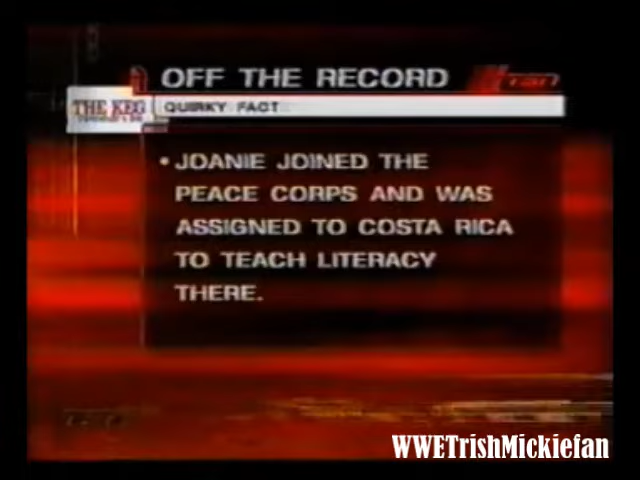 OFF THE RECORD
THE KEG
QUIRKY FACT
• JOANIE JOINED THE
PEACE CORPS AND WAS
ASSIGNED TO COSTA RICA
TO TEACH LITERACY
THERE.
WWETrishMickiefan